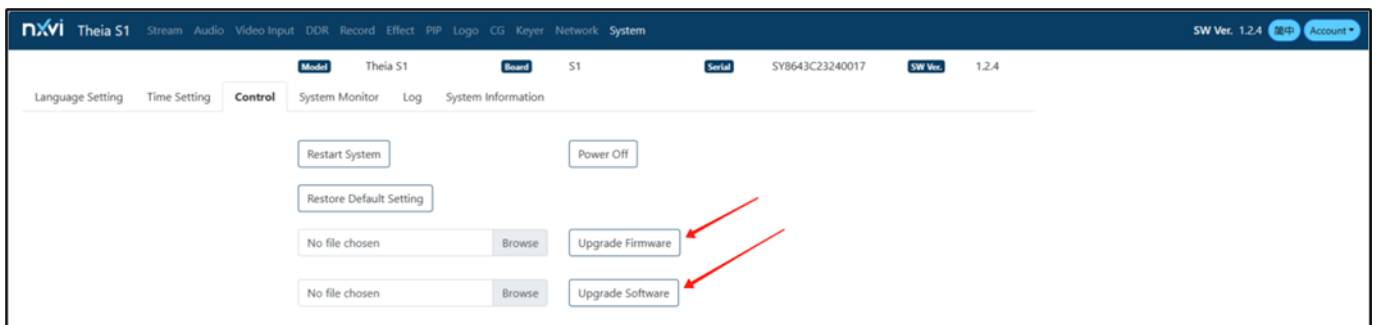 nxvi Theia S1 Stream Audio Video Input DDR Record Effect PIP Logo CG Keyer Network System SW Ver. 1.2.4 简中 Account
Model Theia S1 Board S1 Serial SY8643C23240017 SW Ver. 1.2.4
Language Setting Time Setting Control System Monitor Log System Information
Restart System Power Off
Restore Default Setting
No file chosen Browse Upgrade Firmware
No file chosen Browse Upgrade Software